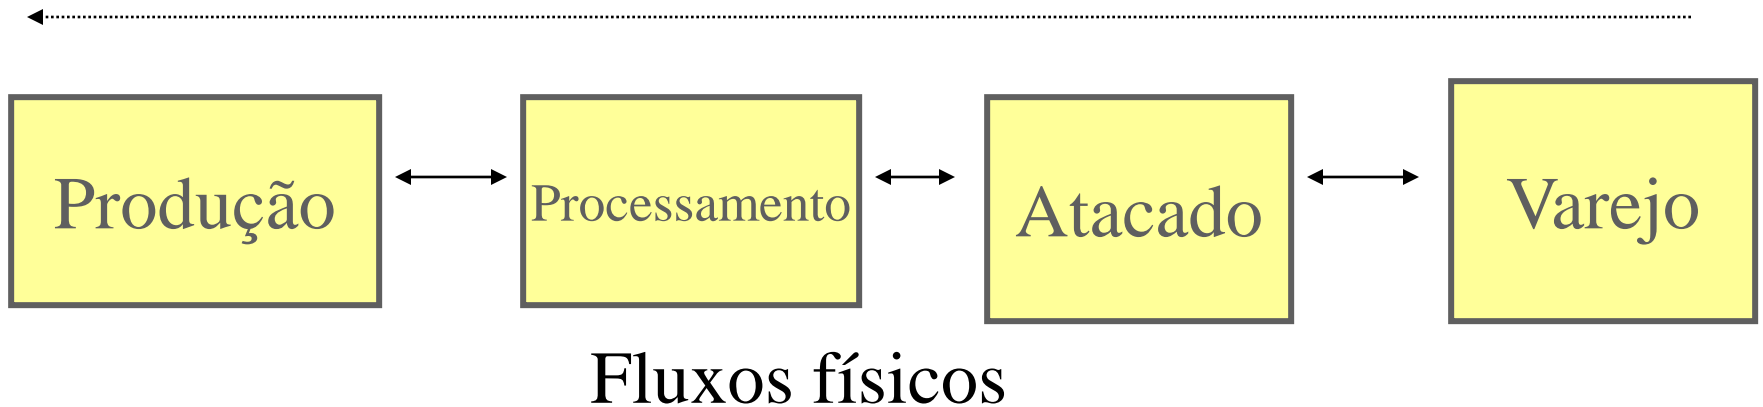 Produção
Processamento
Atacado
Varejo
Fluxos físicos